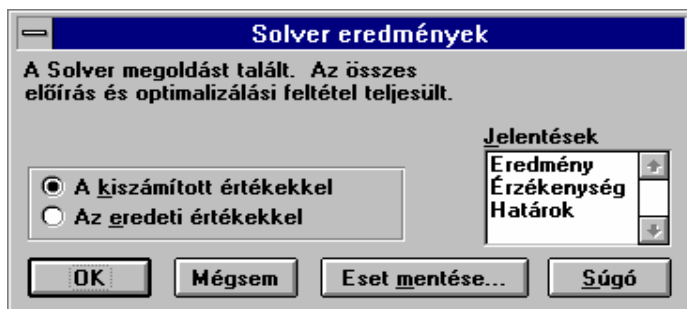 Solver eredmények
A Solver megoldást talált. Az összes
előírás és optimalizálási feltétel teljesült.
Jelentések
Eredmény
Érzékenység
Határok
A kiszámított értékekkel
Az eredeti értékekkel
OK Mégsem Eset mentése... Súgó